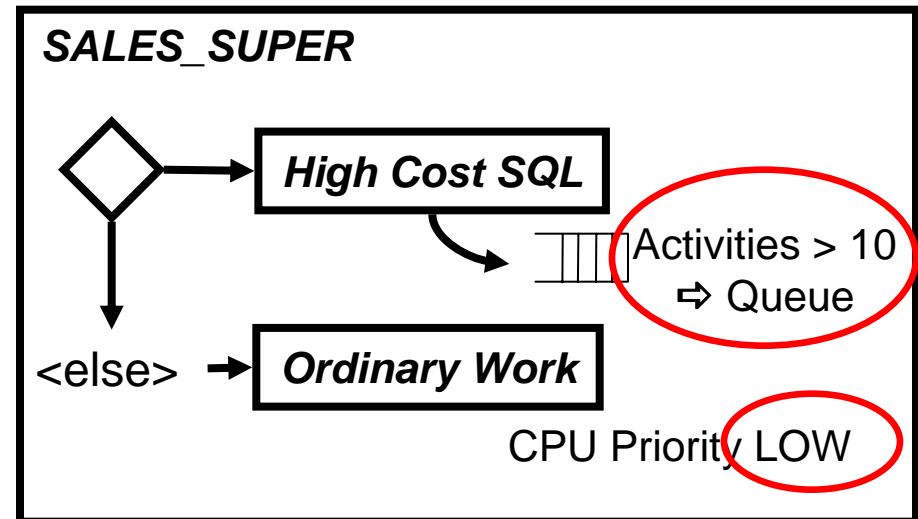 SALES_SUPER
High Cost SQL
Activities > 10
⇨ Queue
<else>
Ordinary Work
CPU Priority LOW